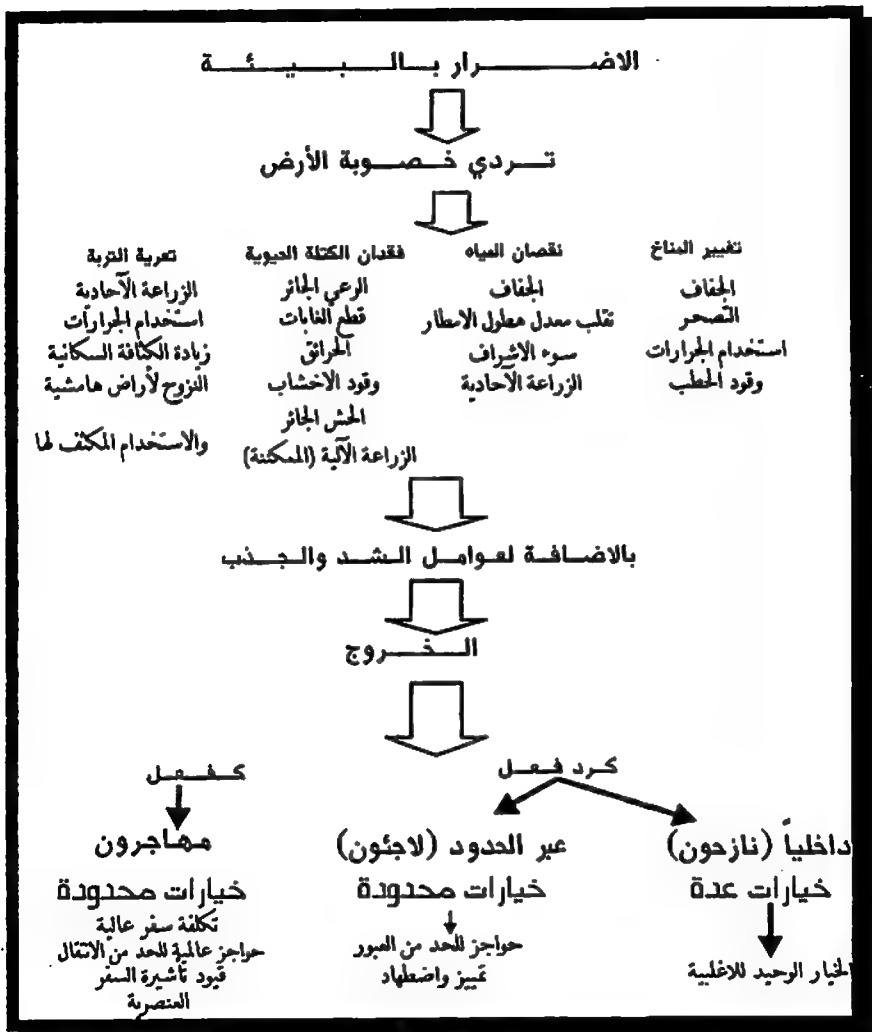 الاضرار بالبيئة
تردي خصوبة الأرض
تغيير المناخ
الجفاف
التصحر
استخدام الجرارات
وقود الحطب
نقصان المياه
الجفاف
تقلب معدل هطول الامطار
سوء الاشراف
الزراعة الآحادية
فقدان الكتلة الحيوية
الرعي الجائر
قطع الغابات
الحرائق
وقود الاخشاب
الحش الجائر
الزراعة الآلية (الممكننة)
تعرية التربة
الزراعة الآحادية
استخدام الجرارات
زيادة الكثافة السكانية
النزوح لأراض هامشية
والاستخدام المكثف لها
بالاضافة لعوامل الشد والجذب
الخروج
كرد فعل
داخلياً (نازحون)
خيارات عدة
الخيار الوحيد للاغلبية
عبر الحدود (لاجئون)
خيارات محدودة
حواجز للحد من العبور
تمييز واضطهاد
كفعل
مهاجرون
خيارات محدودة
تكلفة سفر عالية
حواجز عالمية للحد من الانتقال
قيود تأشيرة السفر
العنصرية